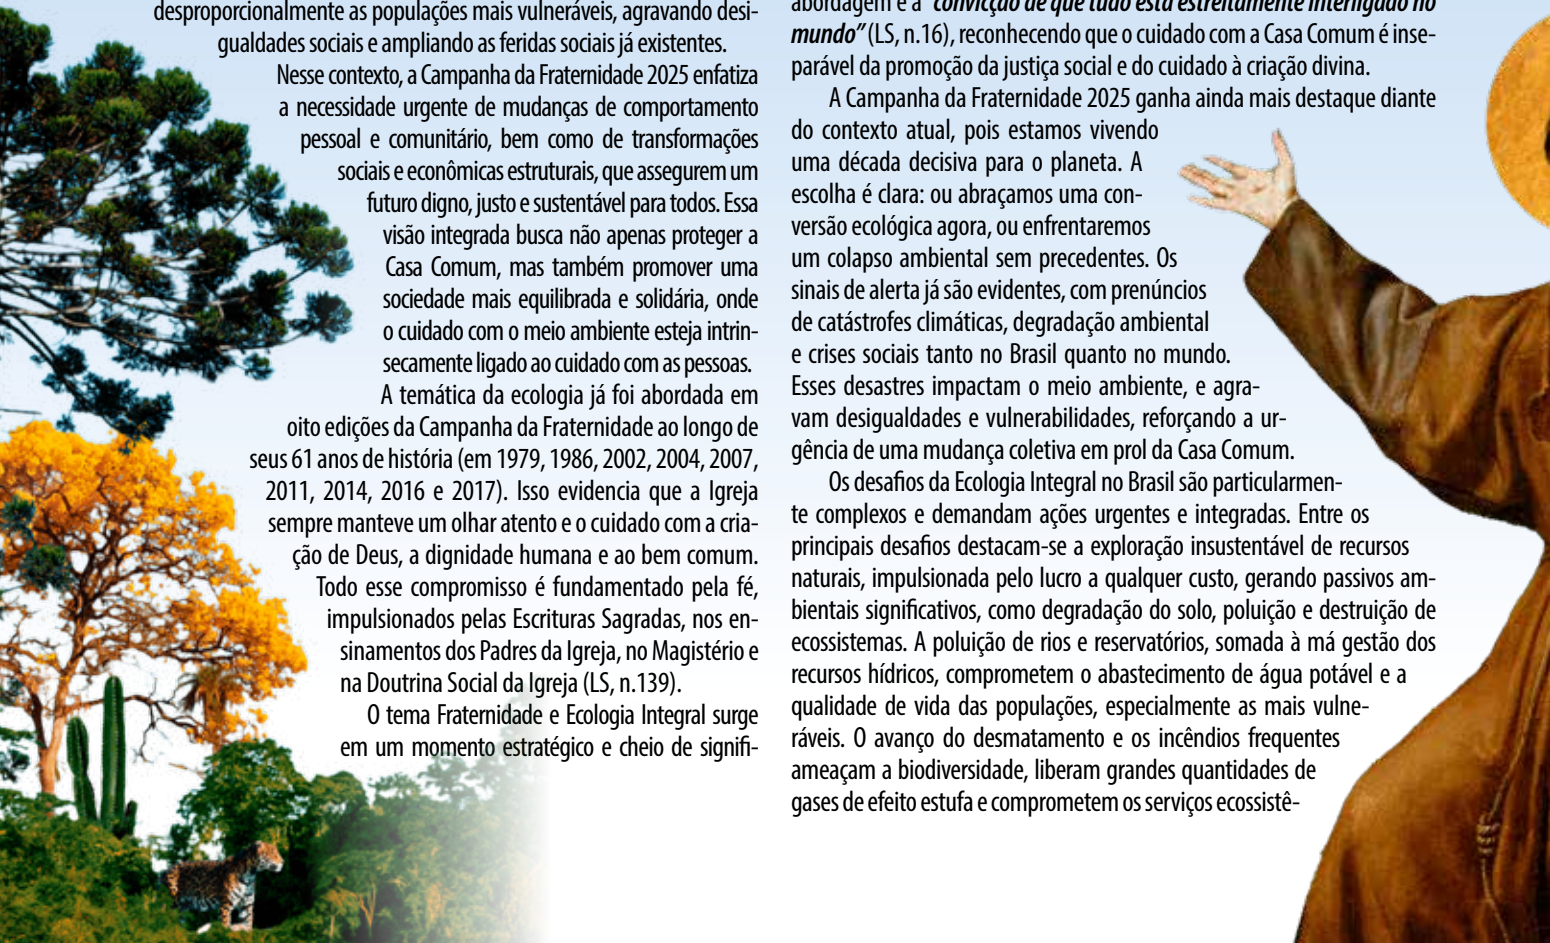 desproporcionalmente as populações mais vulneráveis, agravando desi-
gualdades sociais e ampliando as feridas sociais já existentes.
Nesse contexto, a Campanha da Fraternidade 2025 enfatiza
a necessidade urgente de mudanças de comportamento
pessoal e comunitário, bem como de transformações
sociais e econômicas estruturais, que assegurem um
futuro digno, justo e sustentável para todos. Essa
visão integrada busca não apenas proteger a
Casa Comum, mas também promover uma
sociedade mais equilibrada e solidária, onde
o cuidado com o meio ambiente esteja intrin-
secamente ligado ao cuidado com as pessoas.
A temática da ecologia já foi abordada em
oito edições da Campanha da Fraternidade ao longo de
seus 61 anos de história (em 1979, 1986, 2002, 2004, 2007,
2011, 2014, 2016 e 2017). Isso evidencia que a Igreja
sempre manteve um olhar atento e o cuidado com a cria-
ção de Deus, a dignidade humana e ao bem comum.
Todo esse compromisso é fundamentado pela fé,
impulsionados pelas Escrituras Sagradas, nos en-
sinamentos dos Padres da Igreja, no Magistério e
na Doutrina Social da Igreja (LS, n.139).
O tema Fraternidade e Ecologia Integral surge
em um momento estratégico e cheio de signifi-
abordagem é a "convicção de que tudo está estreitamente interligado no
mundo" (LS, n.16), reconhecendo que o cuidado com a Casa Comum é inse-
parável da promoção da justiça social e do cuidado à criação divina.
A Campanha da Fraternidade 2025 ganha ainda mais destaque diante
do contexto atual, pois estamos vivendo
uma década decisiva para o planeta. A
escolha é clara: ou abraçamos uma con-
versão ecológica agora, ou enfrentaremos
um colapso ambiental sem precedentes. Os
sinais de alerta já são evidentes, com prenúncios
de catástrofes climáticas, degradação ambiental
e crises sociais tanto no Brasil quanto no mundo.
Esses desastres impactam o meio ambiente, e agra-
vam desigualdades e vulnerabilidades, reforçando a ur-
gência de uma mudança coletiva em prol da Casa Comum.
Os desafios da Ecologia Integral no Brasil são particularmen-
te complexos e demandam ações urgentes e integradas. Entre os
principais desafios destacam-se a exploração insustentável de recursos
naturais, impulsionada pelo lucro a qualquer custo, gerando passivos am-
bientais significativos, como degradação do solo, poluição e destruição de
ecossistemas. A poluição de rios e reservatórios, somada à má gestão dos
recursos hídricos, comprometem o abastecimento de água potável e a
qualidade de vida das populações, especialmente as mais vulne-
ráveis. O avanço do desmatamento e os incêndios frequentes
ameaçam a biodiversidade, liberam grandes quantidades de
gases de efeito estufa e comprometem os serviços ecossistê-